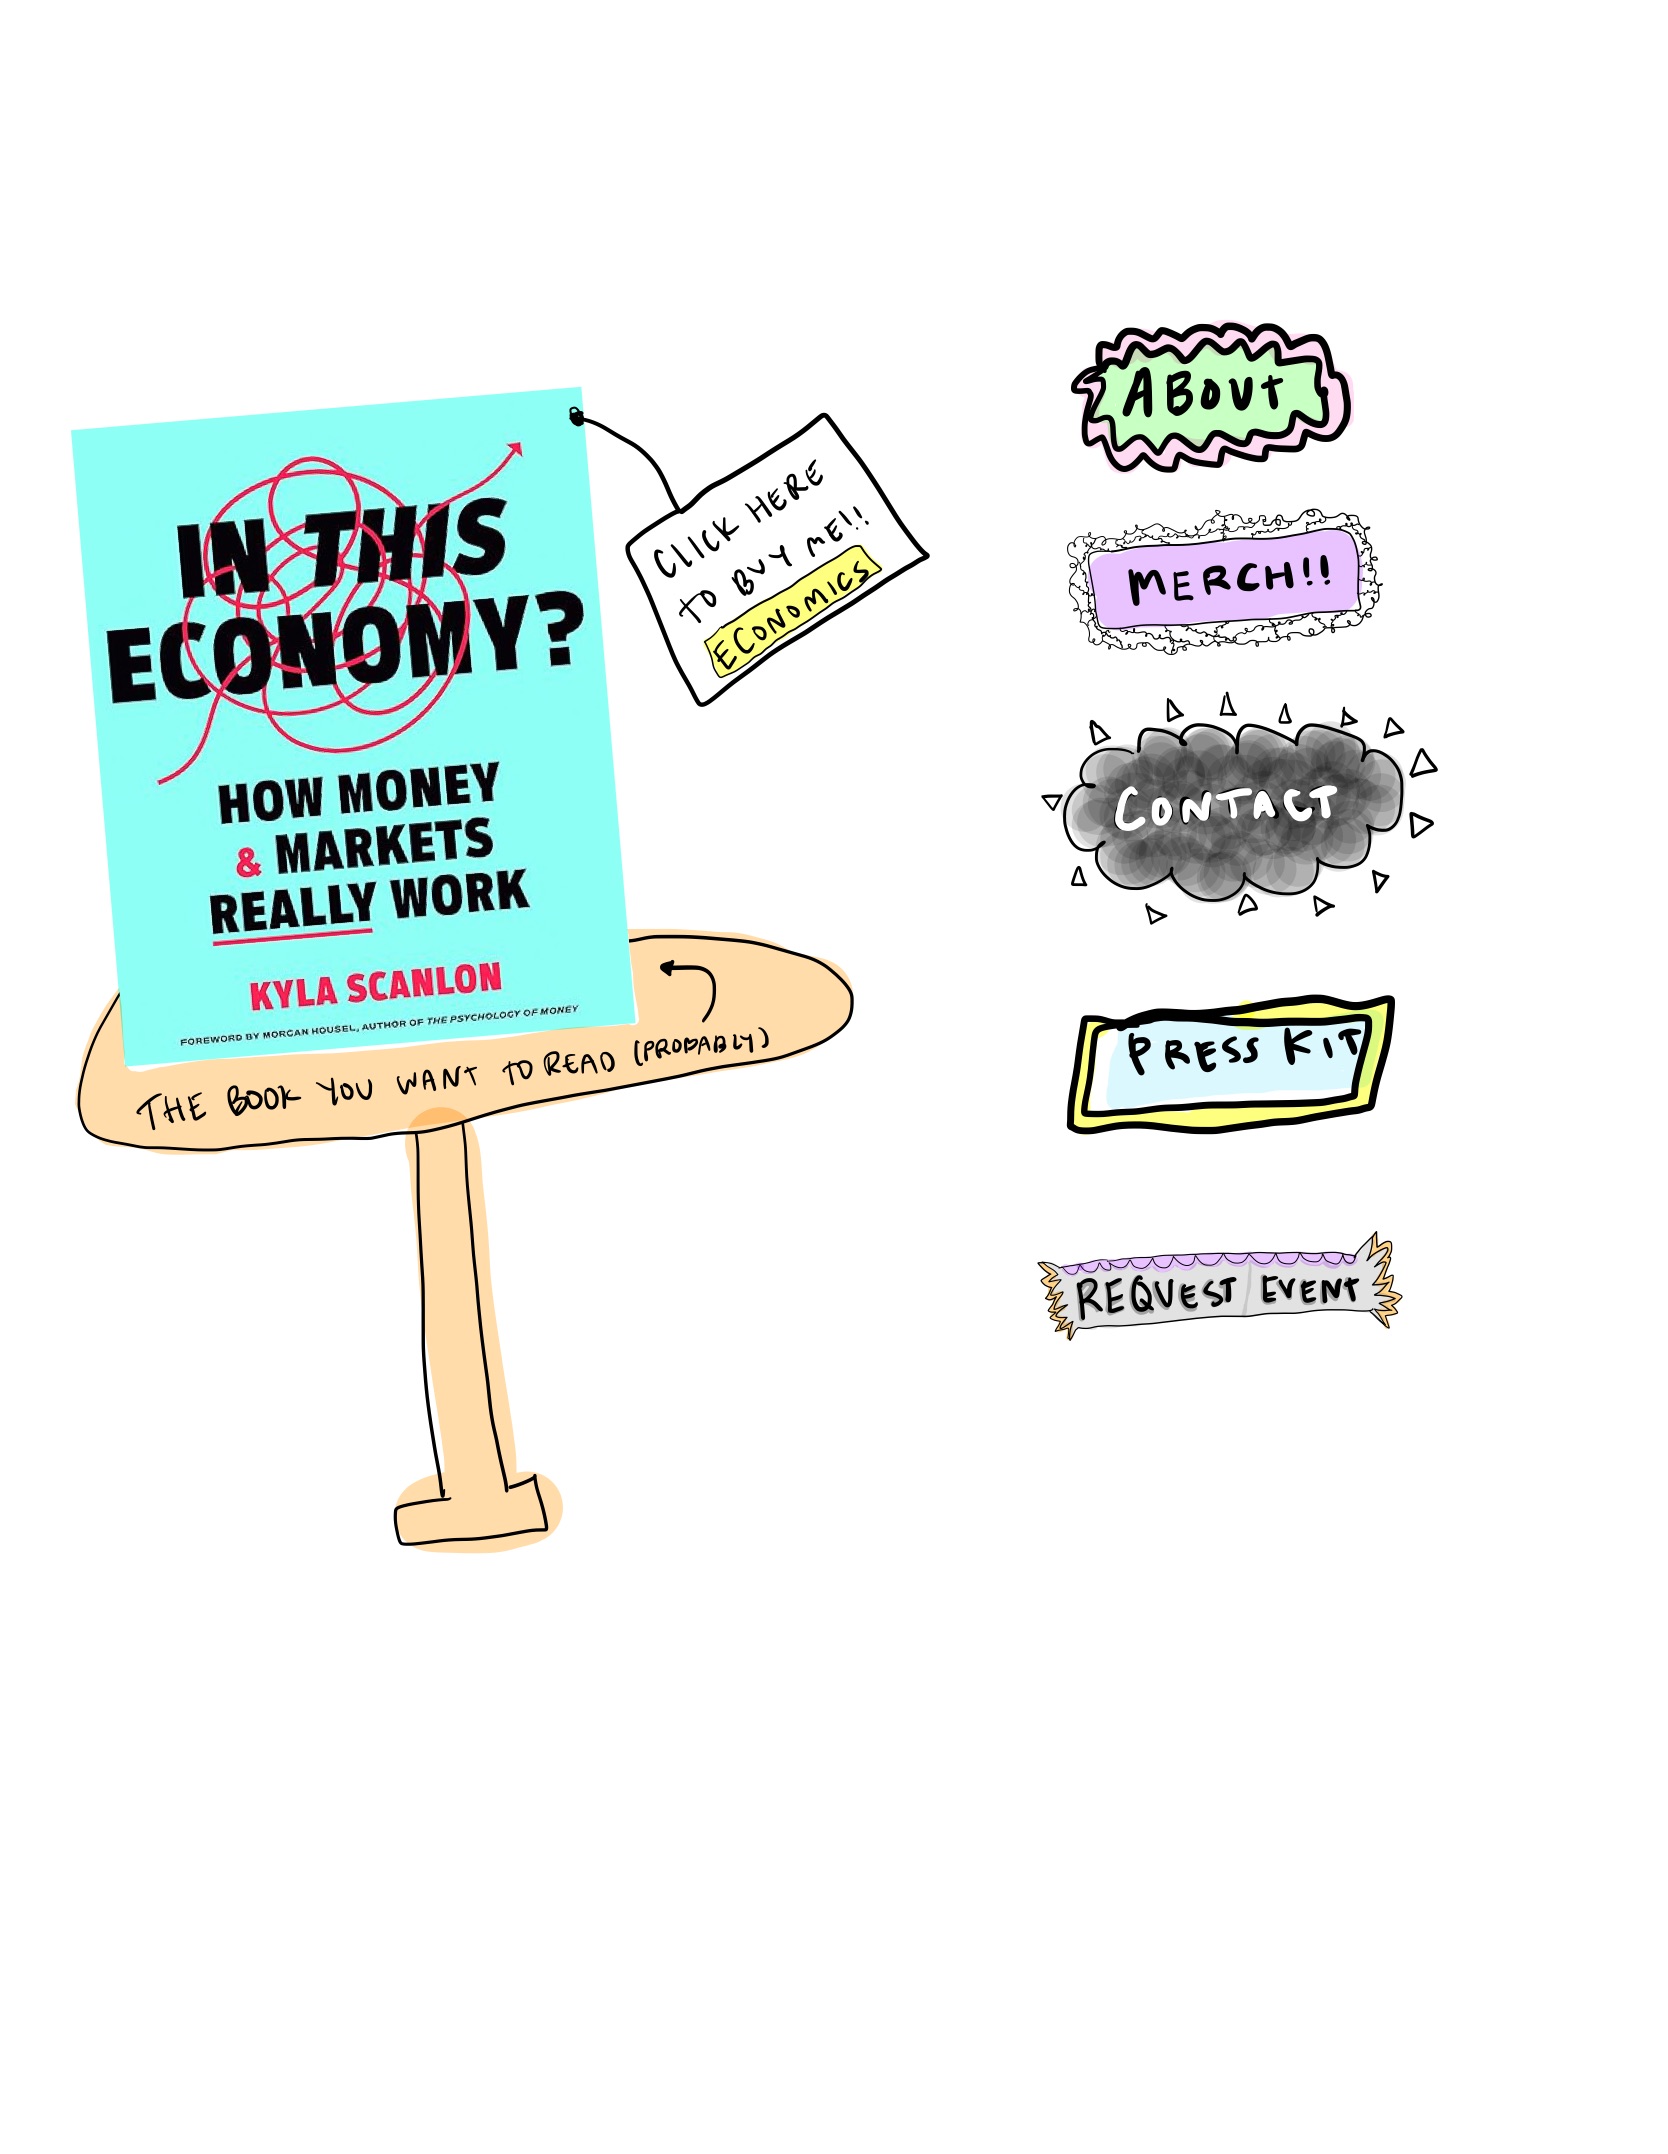 IN THIS
ECONOMY?
HOW MONEY
& MARKETS
REALLY WORK
KYLA SCANLON
FOREWORD BY MORGAN HOUSEL, AUTHOR OF THE PSYCHOLOGY OF MONEY
CLICK HERE
TO BUY ME!!
ECONOMICS
THE BOOK YOU WANT TO READ (PROBABLY)
ABOUT
MERCH!!
CONTACT
PRESS KIT
REQUEST EVENT